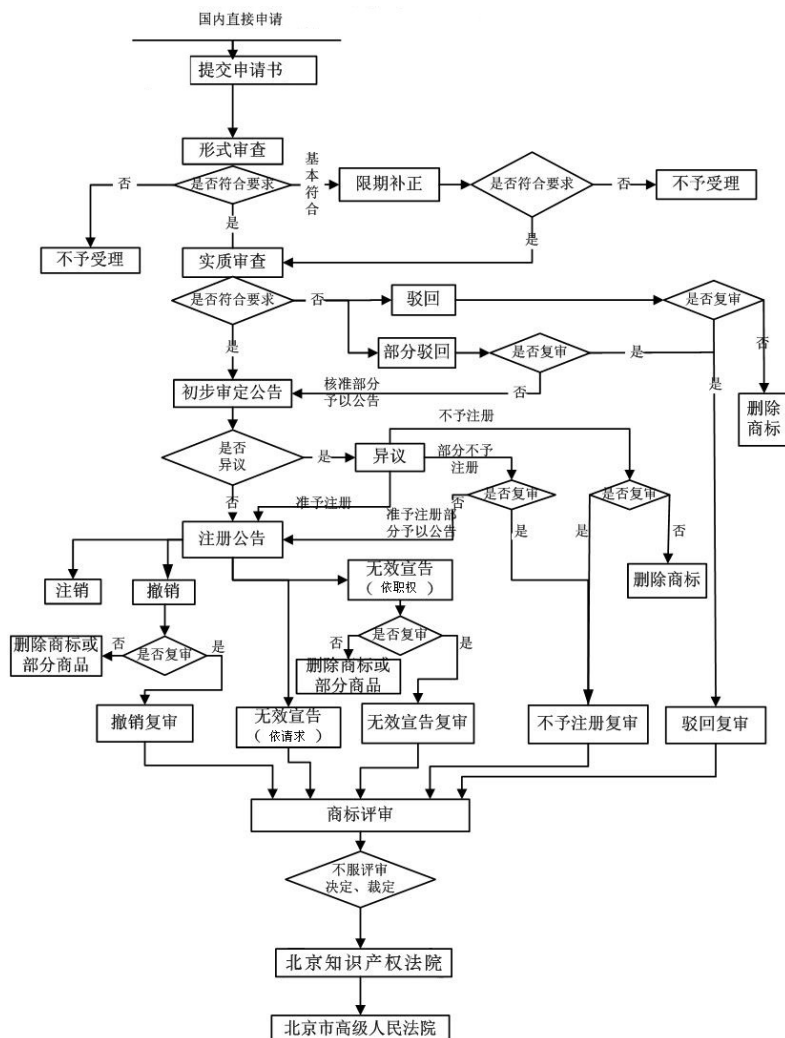 国内直接申请
提交申请书
形式审查
是否符合要求
否
基本符合
限期补正
是否符合要求
否
不予受理
是
是
不予受理
实质审查
是否符合要求
否
驳回
是否复审
否
是
部分驳回
是否复审
是
是
删除
商标
初步审定公告
核准部分
予以公告
否
不予注册
是否
异议
是
异议
部分不予
注册
否
准予注册
准予注册部
分予以公告
否
是否复审
是
是否复审
是
否
注册公告
删除商标
注销
撤销
无效宣告
(依职权)
是否复审
否
是
删除商标或
部分商品
是否复审
否
是
删除商标或
部分商品
撤销复审
无效宣告
(依请求)
无效宣告复审
不予注册复审
驳回复审
商标评审
不服评审
决定、裁定
北京知识产权法院
北京市高级人民法院